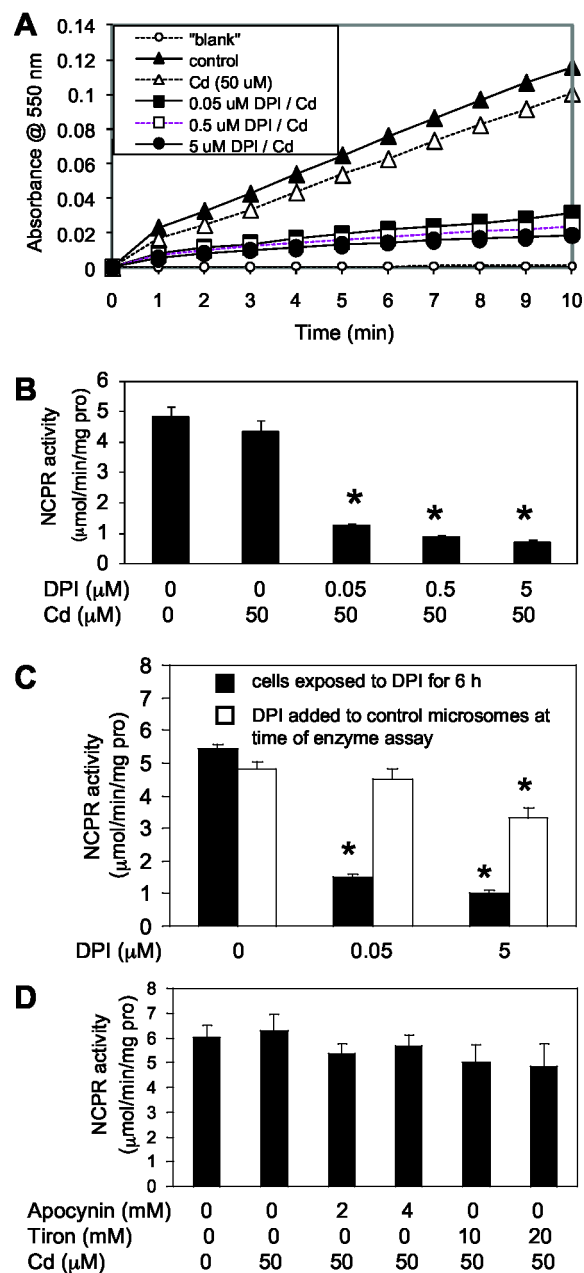 A
Absorbance @ 550 nm
0.14
0.12
0.1
0.08
0.06
0.04
0.02
0
"blank"
control
Cd (50 uM)
0.05 uM DPI / Cd
0.5 uM DPI / Cd
5 uM DPI / Cd
0 1 2 3 4 5 6 7 8 9 10
Time (min)
B
NCPR activity
(μmol/min/mg pro)
6
5
4
3
2
1
0
* * *
DPI (μM) 0 0 0.05 0.5 5
Cd (μM) 0 50 50 50 50
C
NCPR activity
(μmol/min/mg pro)
8
7
6
5
4
3
2
1
0
cells exposed to DPI for 6 h
DPI added to control microsomes at
time of enzyme assay
* * *
DPI (μM) 0 0.05 5
D
NCPR activity
(μmol/min/mg pro)
8
7
6
5
4
3
2
1
0
Apocynin (mM) 0 0 2 4 0 0
Tiron (mM) 0 0 0 0 10 20
Cd (μM) 0 50 50 50 50 50